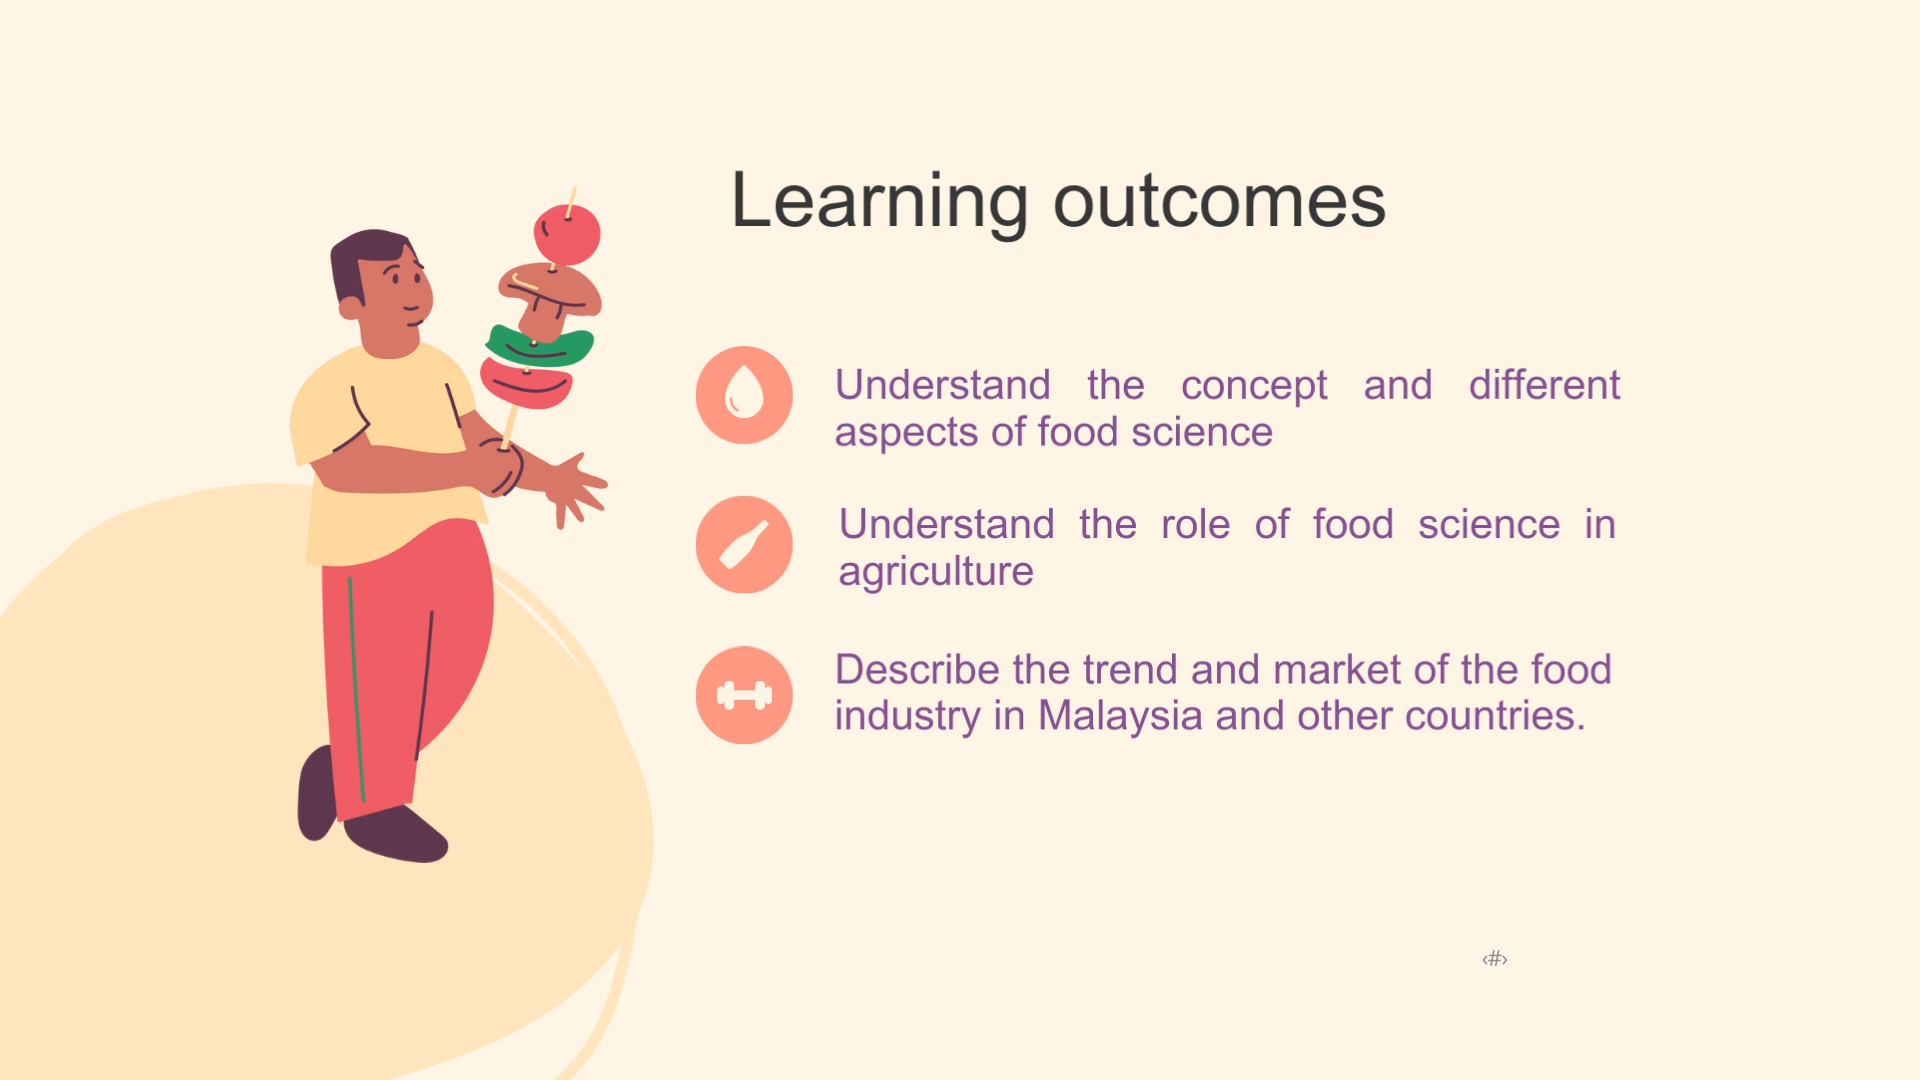 Learning outcomes
Understand the concept and different
aspects of food science
Understand the role of food science in
agriculture
Describe the trend and market of the food
industry in Malaysia and other countries.
‹#›